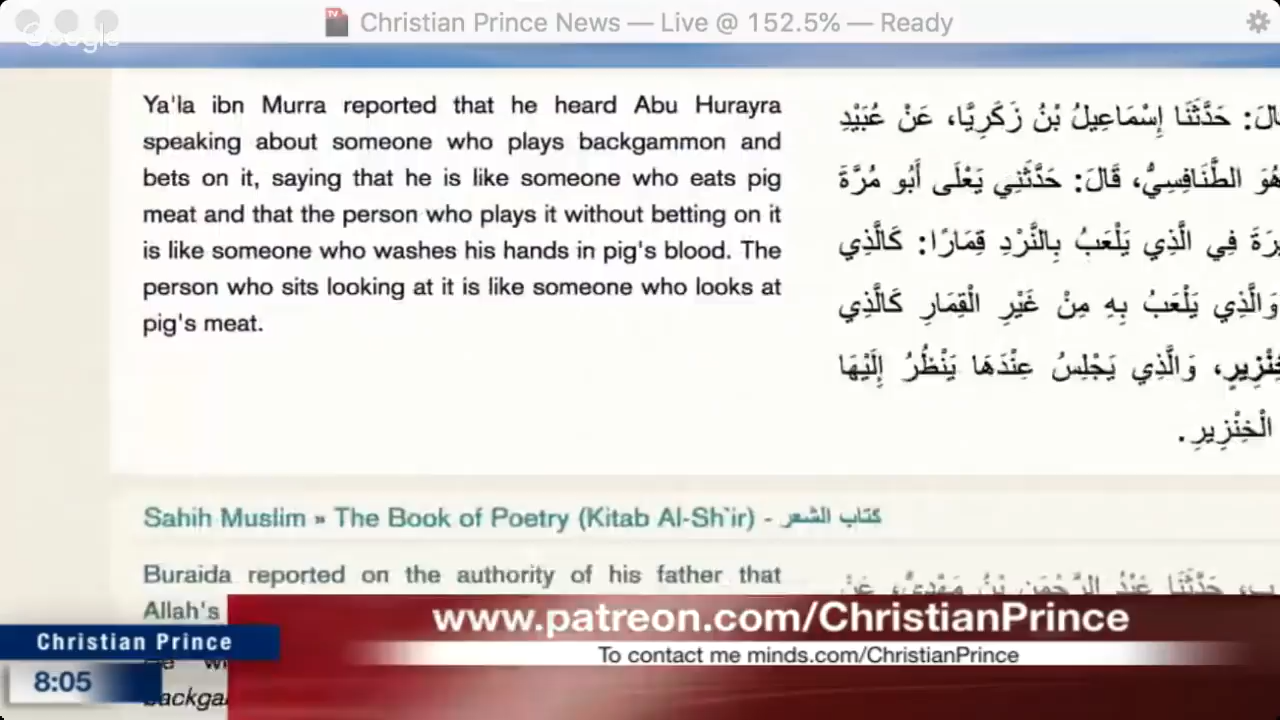 Christian Prince News — Live @ 152.5% — Ready
Google
Ya'la ibn Murra reported that he heard Abu Hurayra
speaking about someone who plays backgammon and
bets on it, saying that he is like someone who eats pig
meat and that the person who plays it without betting on it
is like someone who washes his hands in pig's blood. The
person who sits looking at it is like someone who looks at
pig's meat.
حَدَّثَنَا إِسْمَاعِيلُ بْنُ زَكَرِيَّا، عَنْ عُبَيْدِ
هُوَ الطَّنَافِسِيُّ، قَالَ: حَدَّثَنِي يَعْلَى أَبُو مُرَّةَ
فِي الَّذِي يَلْعَبُ بِالنَّرْدِ قِمَارًا: كَالَّذِي
وَالَّذِي يَلْعَبُ بِهِ مِنْ غَيْرِ الْقِمَارِ كَالَّذِي
وَالَّذِي يَجْلِسُ عِنْدَهَا يَنْظُرُ إِلَيْهَا
الْخِنْزِيرِ.
Sahih Muslim » The Book of Poetry (Kitab Al-Sh`ir) - كتاب الشعر
Buraida reported on the authority of his father that
حَدَّثَنَا عَبْدُ الرَّحْمَنِ بْنُ مَهْدِيٍّ، عَنْ
Allah's
www.patreon.com/ChristianPrince
Christian Prince
To contact me minds.com/ChristianPrince
8:05